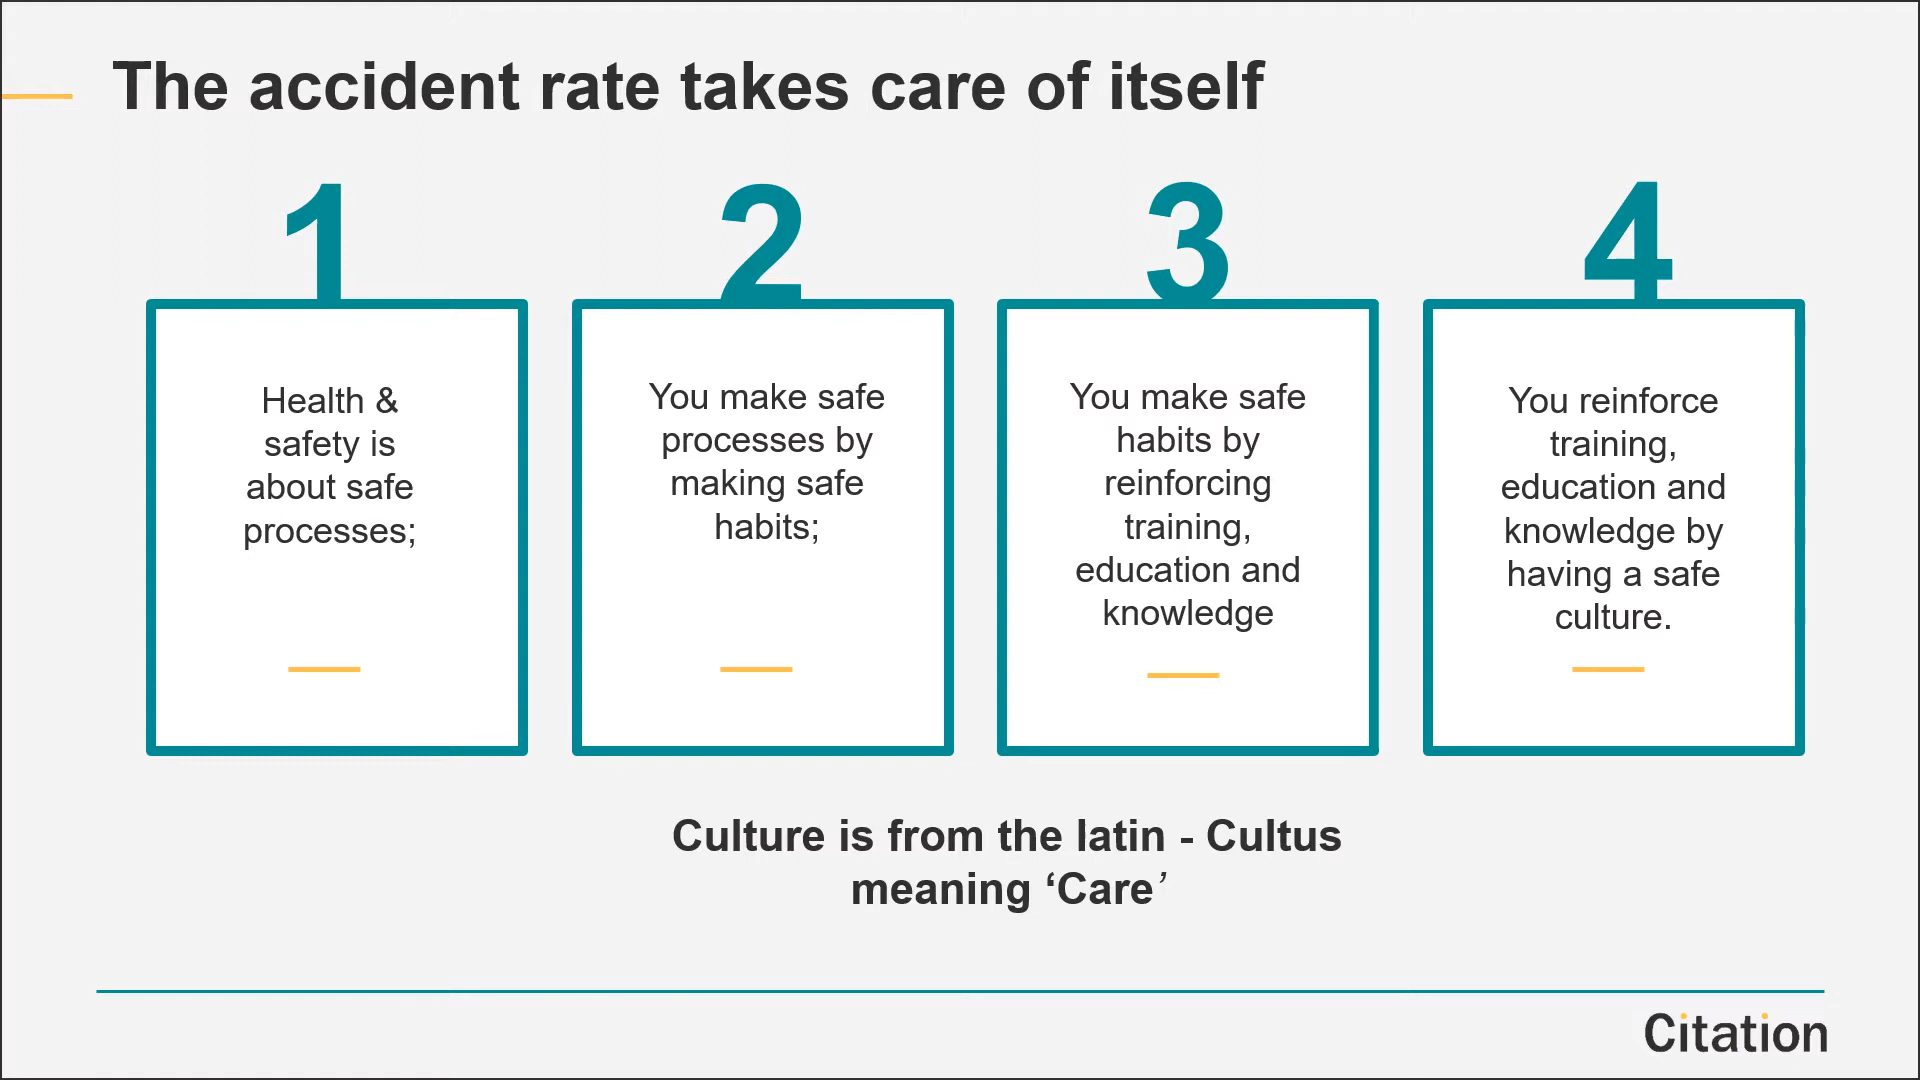 The accident rate takes care of itself
1
Health &
safety is
about safe
processes;
2
You make safe
processes by
making safe
habits;
3
You make safe
habits by
reinforcing
training,
education and
knowledge
4
You reinforce
training,
education and
knowledge by
having a safe
culture.
Culture is from the latin - Cultus
meaning ‘Care’
Citation